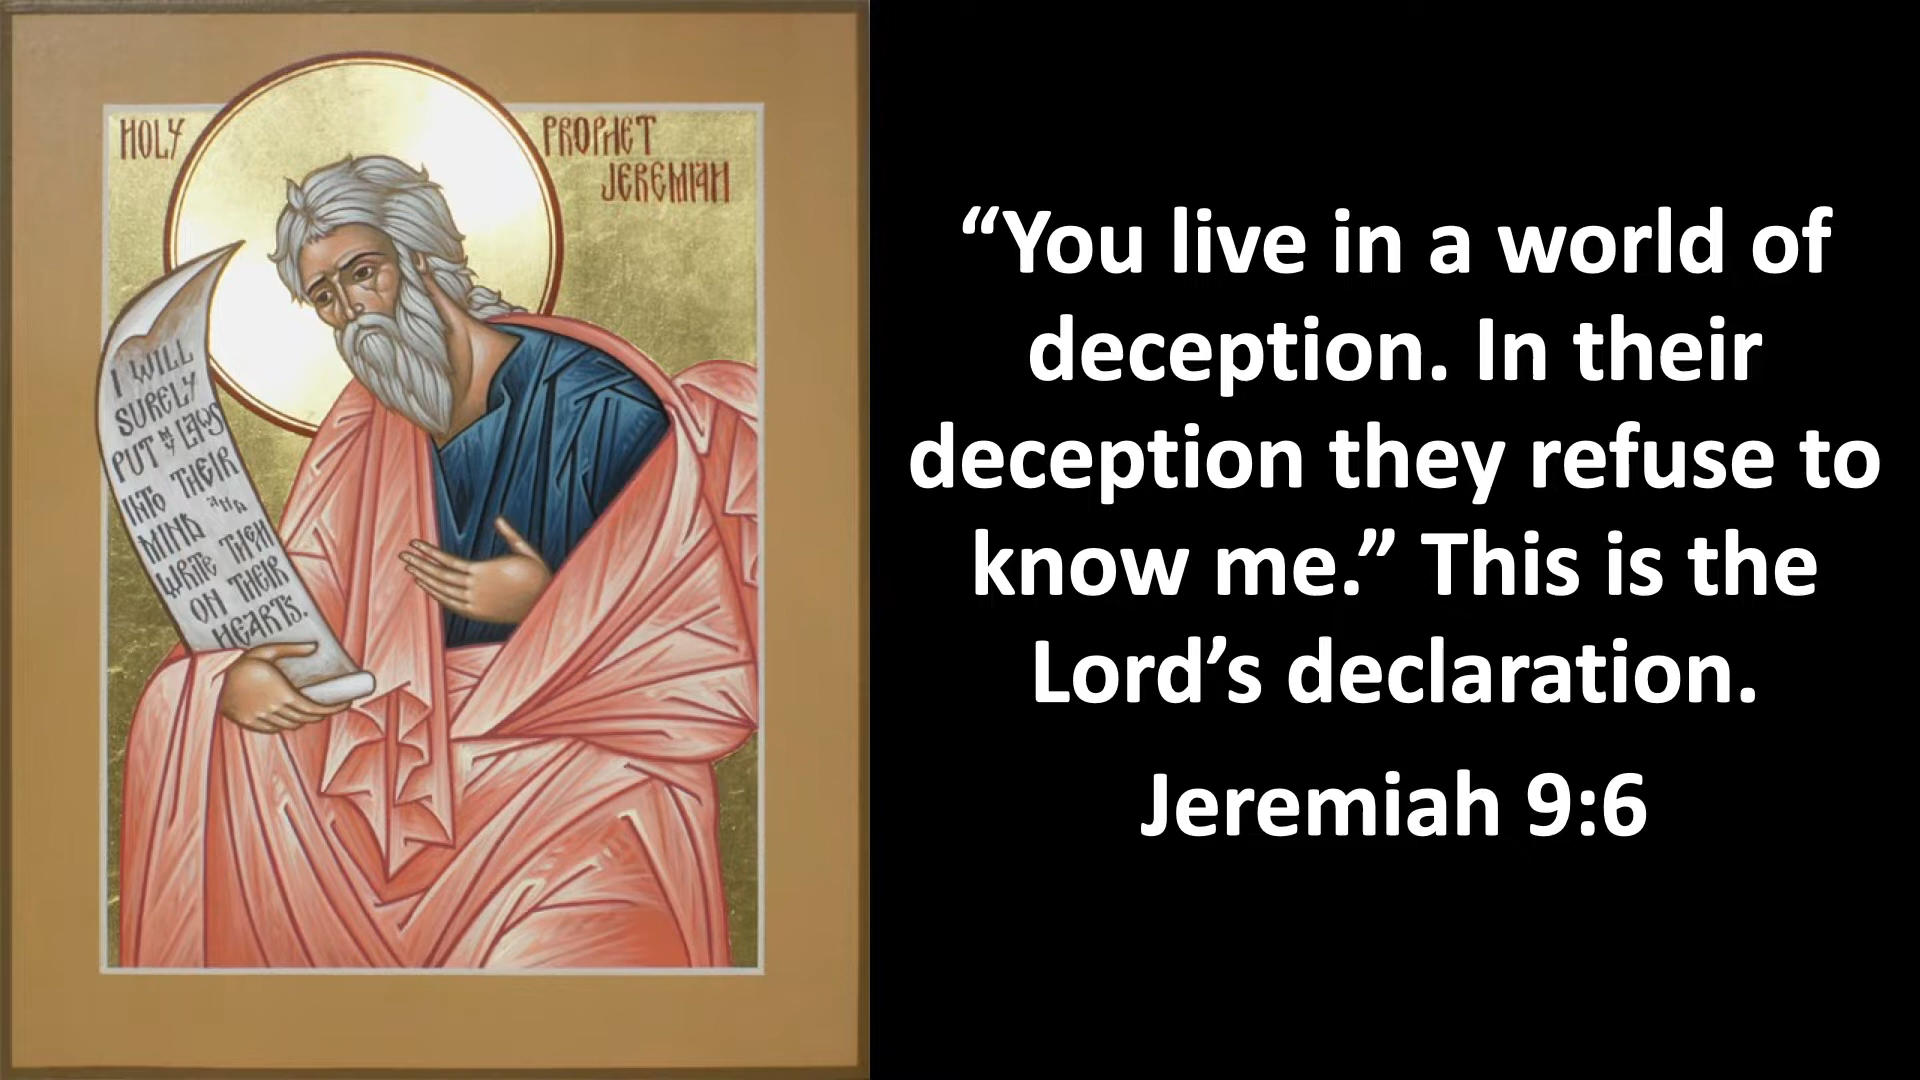 HOLY
PROPHET
JEREMIAH
I WILL
SURELY
PUT MY LAWS
INTO THEIR
MIND AND
WRITE THEM
ON THEIR
HEARTS.
“You live in a world of
deception. In their
deception they refuse to
know me.” This is the
Lord’s declaration.
Jeremiah 9:6